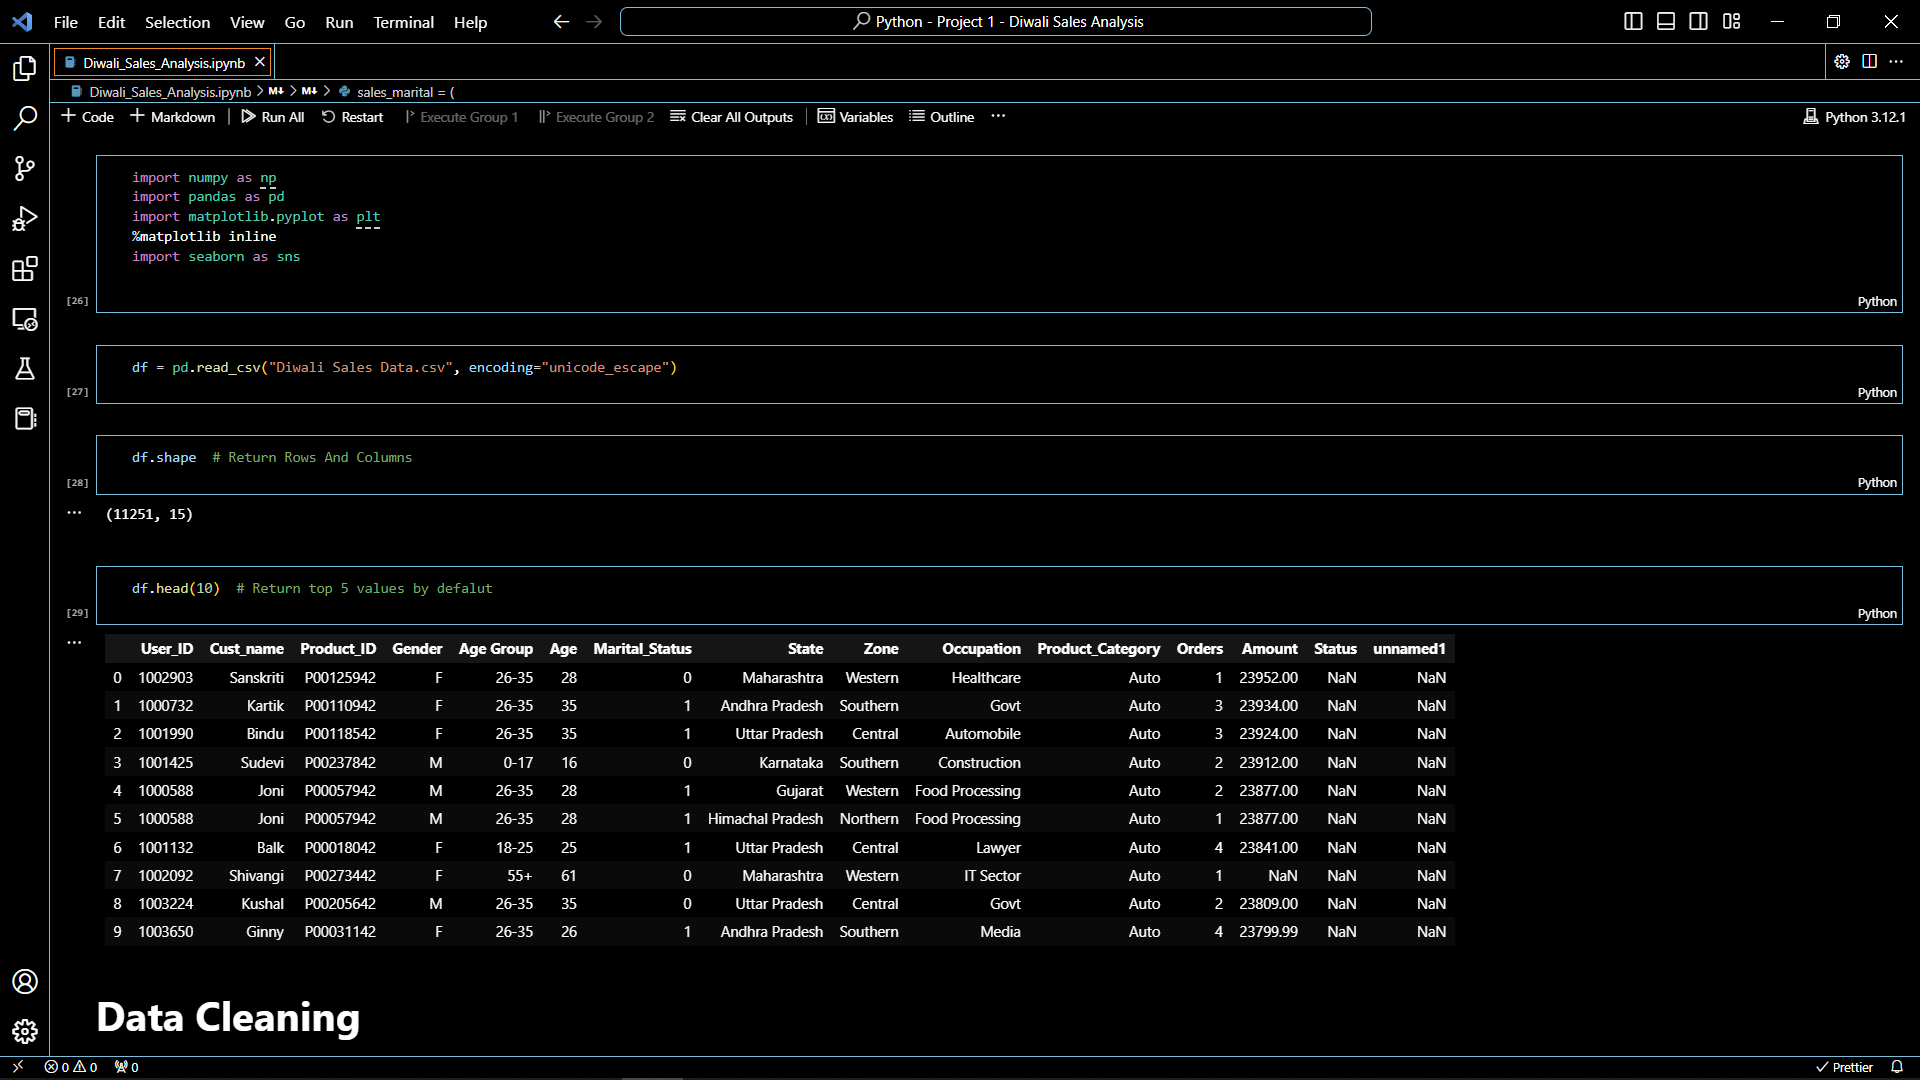 File Edit Selection View Go Run Terminal Help
Python - Project 1 - Diwali Sales Analysis
Diwali_Sales_Analysis.ipynb
Diwali_Sales_Analysis.ipynb > M↓ > M↓ > sales_marital = (
+ Code + Markdown | Run All Restart Execute Group 1 Execute Group 2 Clear All Outputs | Variables Outline ...
Python 3.12.1
import numpy as np
import pandas as pd
import matplotlib.pyplot as plt
%matplotlib inline
import seaborn as sns
[26]
Python
df = pd.read_csv("Diwali Sales Data.csv", encoding="unicode_escape")
[27]
Python
df.shape # Return Rows And Columns
[28]
Python
(11251, 15)
df.head(10) # Return top 5 values by defalut
[29]
Python
User_ID Cust_name Product_ID Gender Age Group Age Marital_Status State Zone Occupation Product_Category Orders Amount Status unnamed1
0 1002903 Sanskriti P00125942 F 26-35 28 0 Maharashtra Western Healthcare Auto 1 23952.00 NaN NaN
1 1000732 Kartik P00110942 F 26-35 35 1 Andhra Pradesh Southern Govt Auto 3 23934.00 NaN NaN
2 1001990 Bindu P00118542 F 26-35 35 1 Uttar Pradesh Central Automobile Auto 3 23924.00 NaN NaN
3 1001425 Sudevi P00237842 M 0-17 16 0 Karnataka Southern Construction Auto 2 23912.00 NaN NaN
4 1000588 Joni P00057942 M 26-35 28 1 Gujarat Western Food Processing Auto 2 23877.00 NaN NaN
5 1000588 Joni P00057942 M 26-35 28 1 Himachal Pradesh Northern Food Processing Auto 1 23877.00 NaN NaN
6 1001132 Balk P00018042 F 18-25 25 1 Uttar Pradesh Central Lawyer Auto 4 23841.00 NaN NaN
7 1002092 Shivangi P00273442 F 55+ 61 0 Maharashtra Western IT Sector Auto 1 NaN NaN NaN
8 1003224 Kushal P00205642 M 26-35 35 0 Uttar Pradesh Central Govt Auto 2 23809.00 NaN NaN
9 1003650 Ginny P00031142 F 26-35 26 1 Andhra Pradesh Southern Media Auto 4 23799.99 NaN NaN
Data Cleaning
0 0 0
Prettier